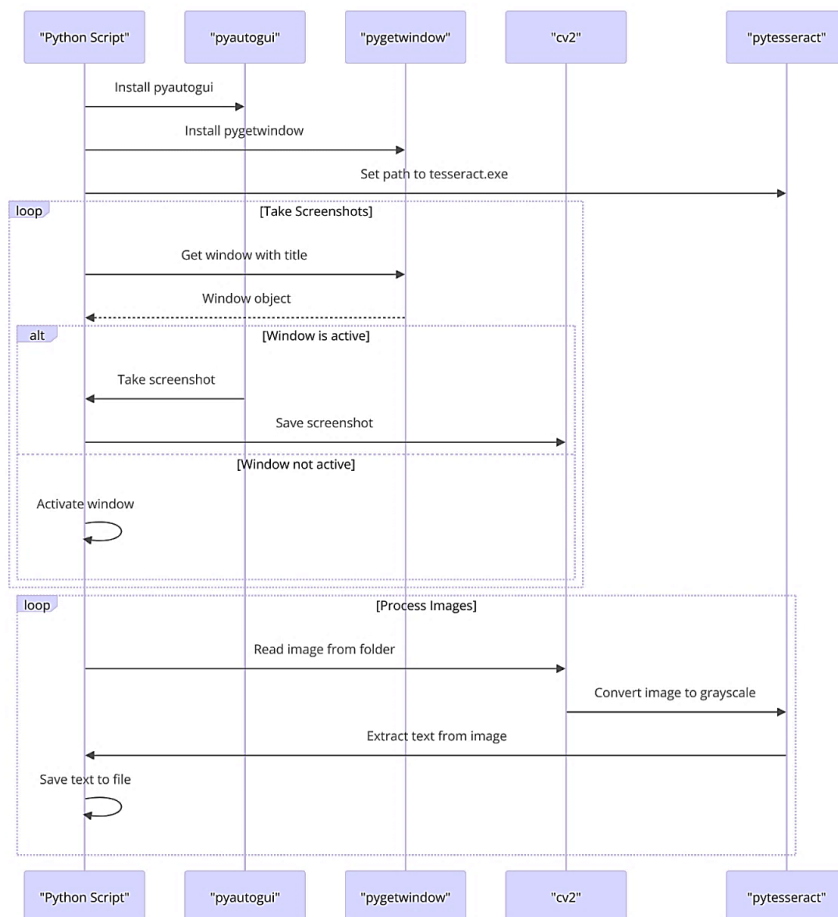 "Python Script"
"pyautogui"
"pygetwindow"
"cv2"
"pytesseract"
Install pyautogui
Install pygetwindow
Set path to tesseract.exe
loop
[Take Screenshots]
Get window with title
Window object
alt
[Window is active]
Take screenshot
Save screenshot
[Window not active]
Activate window
loop
[Process Images]
Read image from folder
Convert image to grayscale
Extract text from image
Save text to file
"Python Script"
"pyautogui"
"pygetwindow"
"cv2"
"pytesseract"